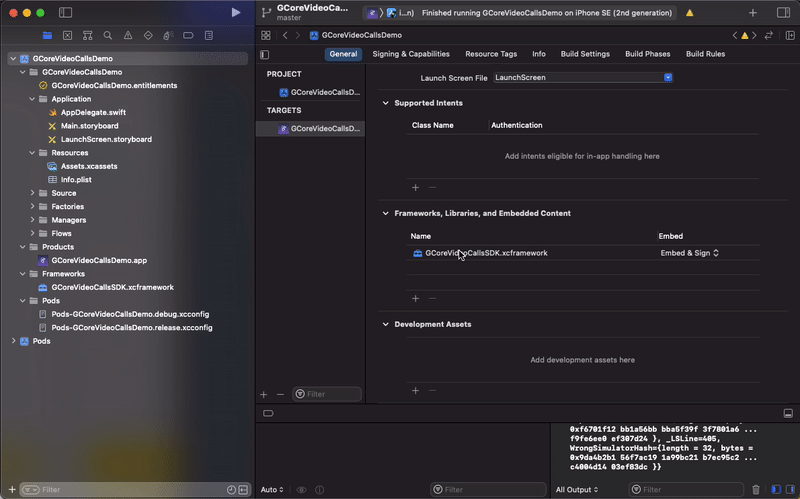 GCoreVideoCall...
master
i...n)
Finished running GCoreVideoCallsDemo on iPhone SE (2nd generation)
GCoreVideoCallsDemo
GCoreVideoCallsDemo
GCoreVideoCallsDemo.entitlements
Application
AppDelegate.swift
Main.storyboard
LaunchScreen.storyboard
Resources
Assets.xcassets
Info.plist
Source
Factories
Managers
Flows
Products
GCoreVideoCallsDemo.app
Frameworks
GCoreVideoCallsSDK.xcframework
Pods
Pods-GCoreVideoCallsDemo.debug.xcconfig
Pods-GCoreVideoCallsDemo.release.xcconfig
Pods
Filter
GCoreVideoCallsDemo
General
Signing & Capabilities
Resource Tags
Info
Build Settings
Build Phases
Build Rules
PROJECT
GCoreVideoCallsD...
TARGETS
GCoreVideoCallsD...
Filter
Launch Screen File
LaunchScreen
Supported Intents
Class Name
Authentication
Add intents eligible for in-app handling here
Frameworks, Libraries, and Embedded Content
Name
Embed
GCoreVideoCallsSDK.xcframework
Embed & Sign
Development Assets
Add development assets here
0xf6701f12 bb1a56bb bba5f39f 3f7801a6 ...
f9fe6ee0 ef307d24 }, _LSLine=405,
WrongSimulatorHash={length = 32, bytes =
0x9da4b2b1 56f7ac19 1a99bc21 b7ec95c2 ...
c4004d14 03ef83dc }}
Auto
Filter
All Output
Filter